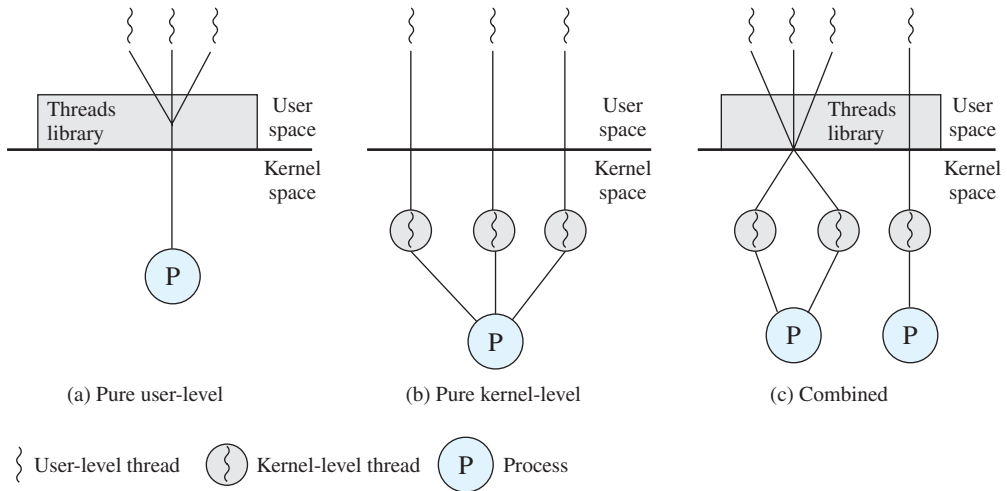 Threads
library
User
space
Kernel
space
P
(a) Pure user-level
User
space
Kernel
space
P
(b) Pure kernel-level
Threads
library
User
space
Kernel
space
P
P
(c) Combined
User-level thread
Kernel-level thread
P
Process